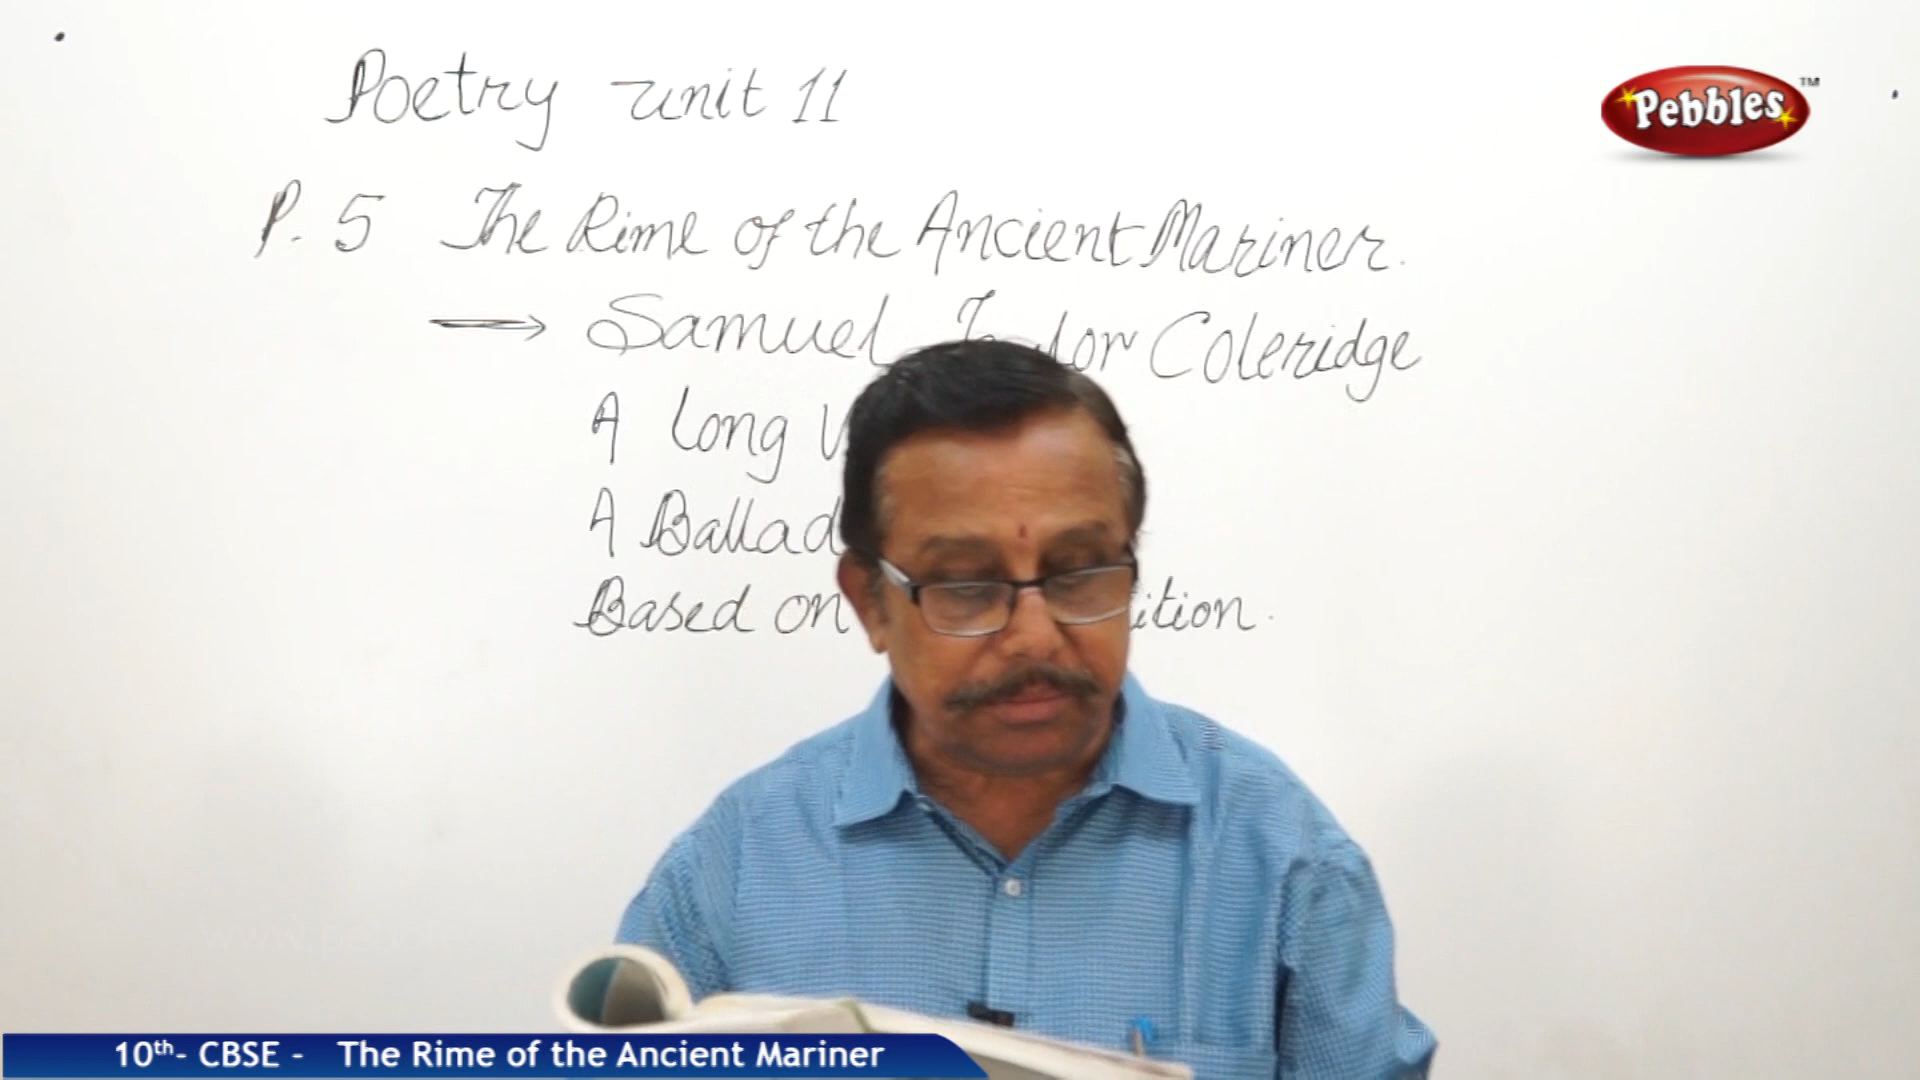 Poetry unit 11
Pebbles™
P. 5 The Rime of the Ancient Mariner.
→ Samuel Coleridge
A Long
A Ballad
Based on
10th- CBSE - The Rime of the Ancient Mariner